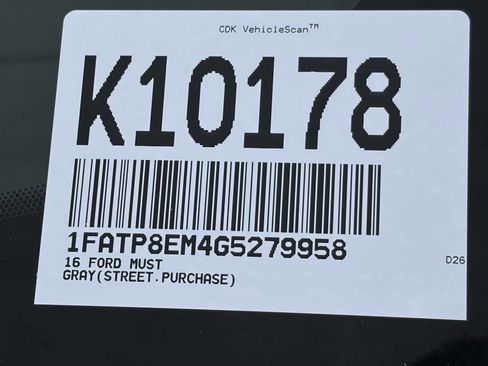 CDK VehicleScan™
K10178
1FATP8EM4G5279958
16 FORD MUST
GRAY(STREET.PURCHASE)
D26